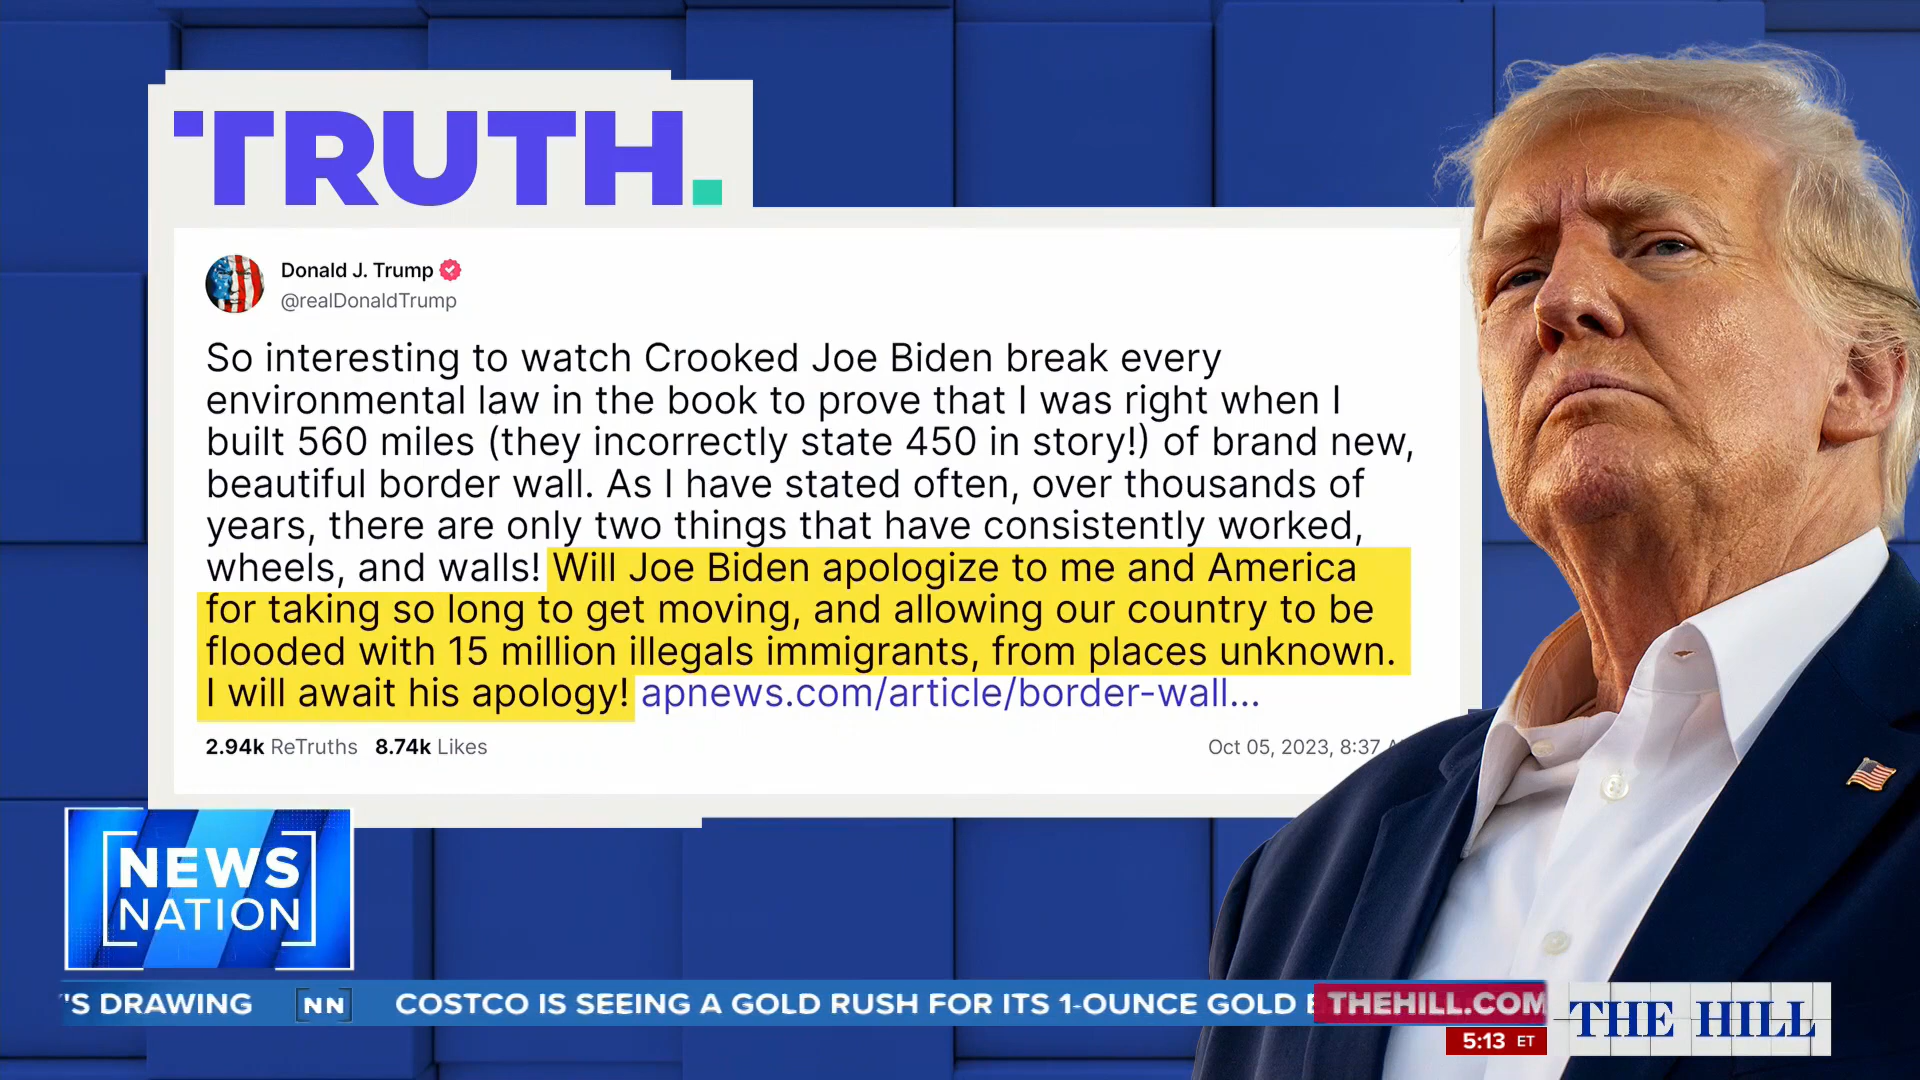 TRUTH.
Donald J. Trump
@realDonaldTrump
So interesting to watch Crooked Joe Biden break every
environmental law in the book to prove that I was right when I
built 560 miles (they incorrectly state 450 in story!) of brand new,
beautiful border wall. As I have stated often, over thousands of
years, there are only two things that have consistently worked,
wheels, and walls! Will Joe Biden apologize to me and America
for taking so long to get moving, and allowing our country to be
flooded with 15 million illegals immigrants, from places unknown.
I will await his apology! apnews.com/article/border-wall...
2.94k ReTruths 8.74k Likes
Oct 05, 2023, 8:37
NEWS
NATION
'S DRAWING NN COSTCO IS SEEING A GOLD RUSH FOR ITS 1-OUNCE GOLD
THEHILL.COM
THE HILL
5:13 ET